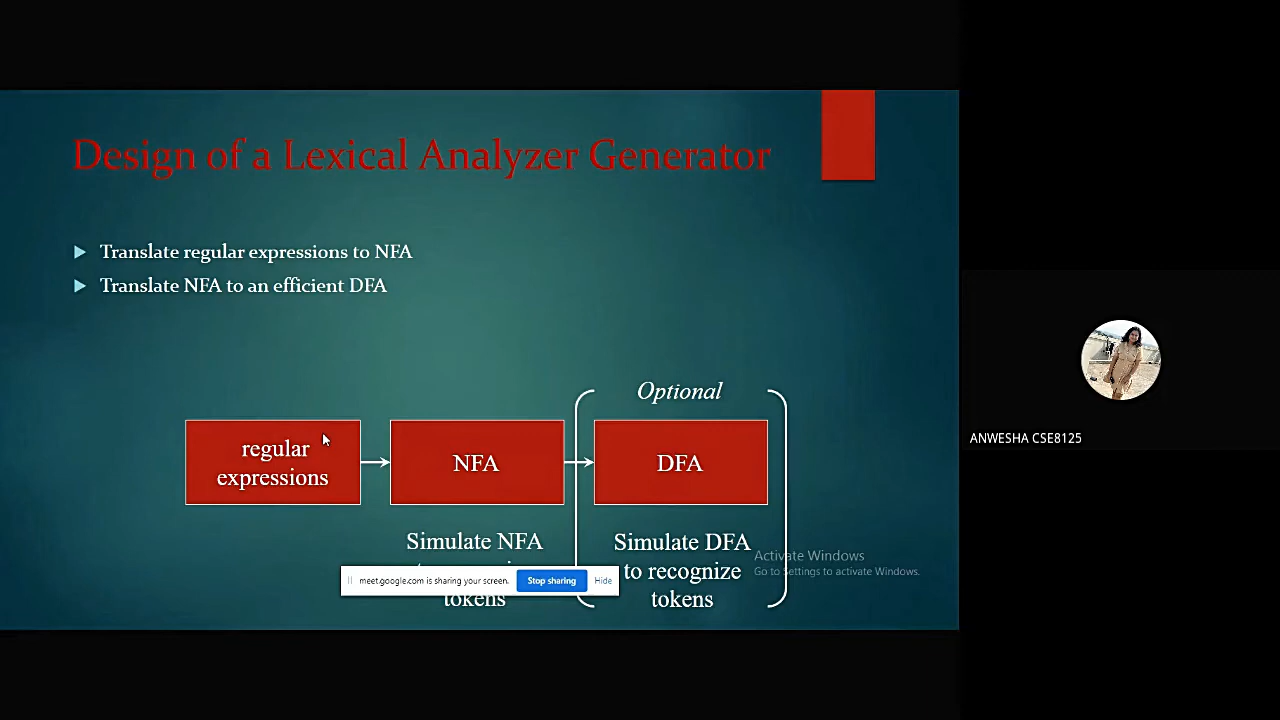 Design of a Lexical Analyzer Generator
Translate regular expressions to NFA
Translate NFA to an efficient DFA
Optional
regular
expressions
NFA
DFA
Simulate NFA
tokens
Simulate DFA
to recognize
tokens
meet.google.com is sharing your screen.
Stop sharing
Hide
Activate Windows
Go to Settings to activate Windows.
ANWESHA CSE8125